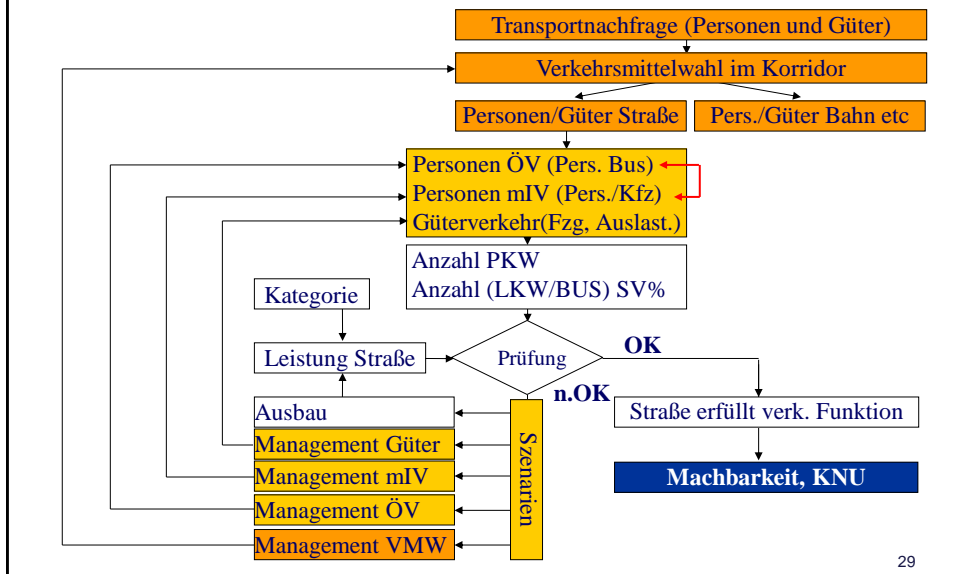 Transportnachfrage (Personen und Güter)
Verkehrsmittelwahl im Korridor
Personen/Güter Straße
Pers./Güter Bahn etc
Personen ÖV (Pers. Bus)
Personen mIV (Pers./Kfz)
Güterverkehr(Fzg, Auslast.)
Anzahl PKW
Anzahl (LKW/BUS) SV%
Kategorie
Leistung Straße
Prüfung
OK
n.OK
Straße erfüllt verk. Funktion
Machbarkeit, KNU
Szenarien
Ausbau
Management Güter
Management mIV
Management ÖV
Management VMW
29